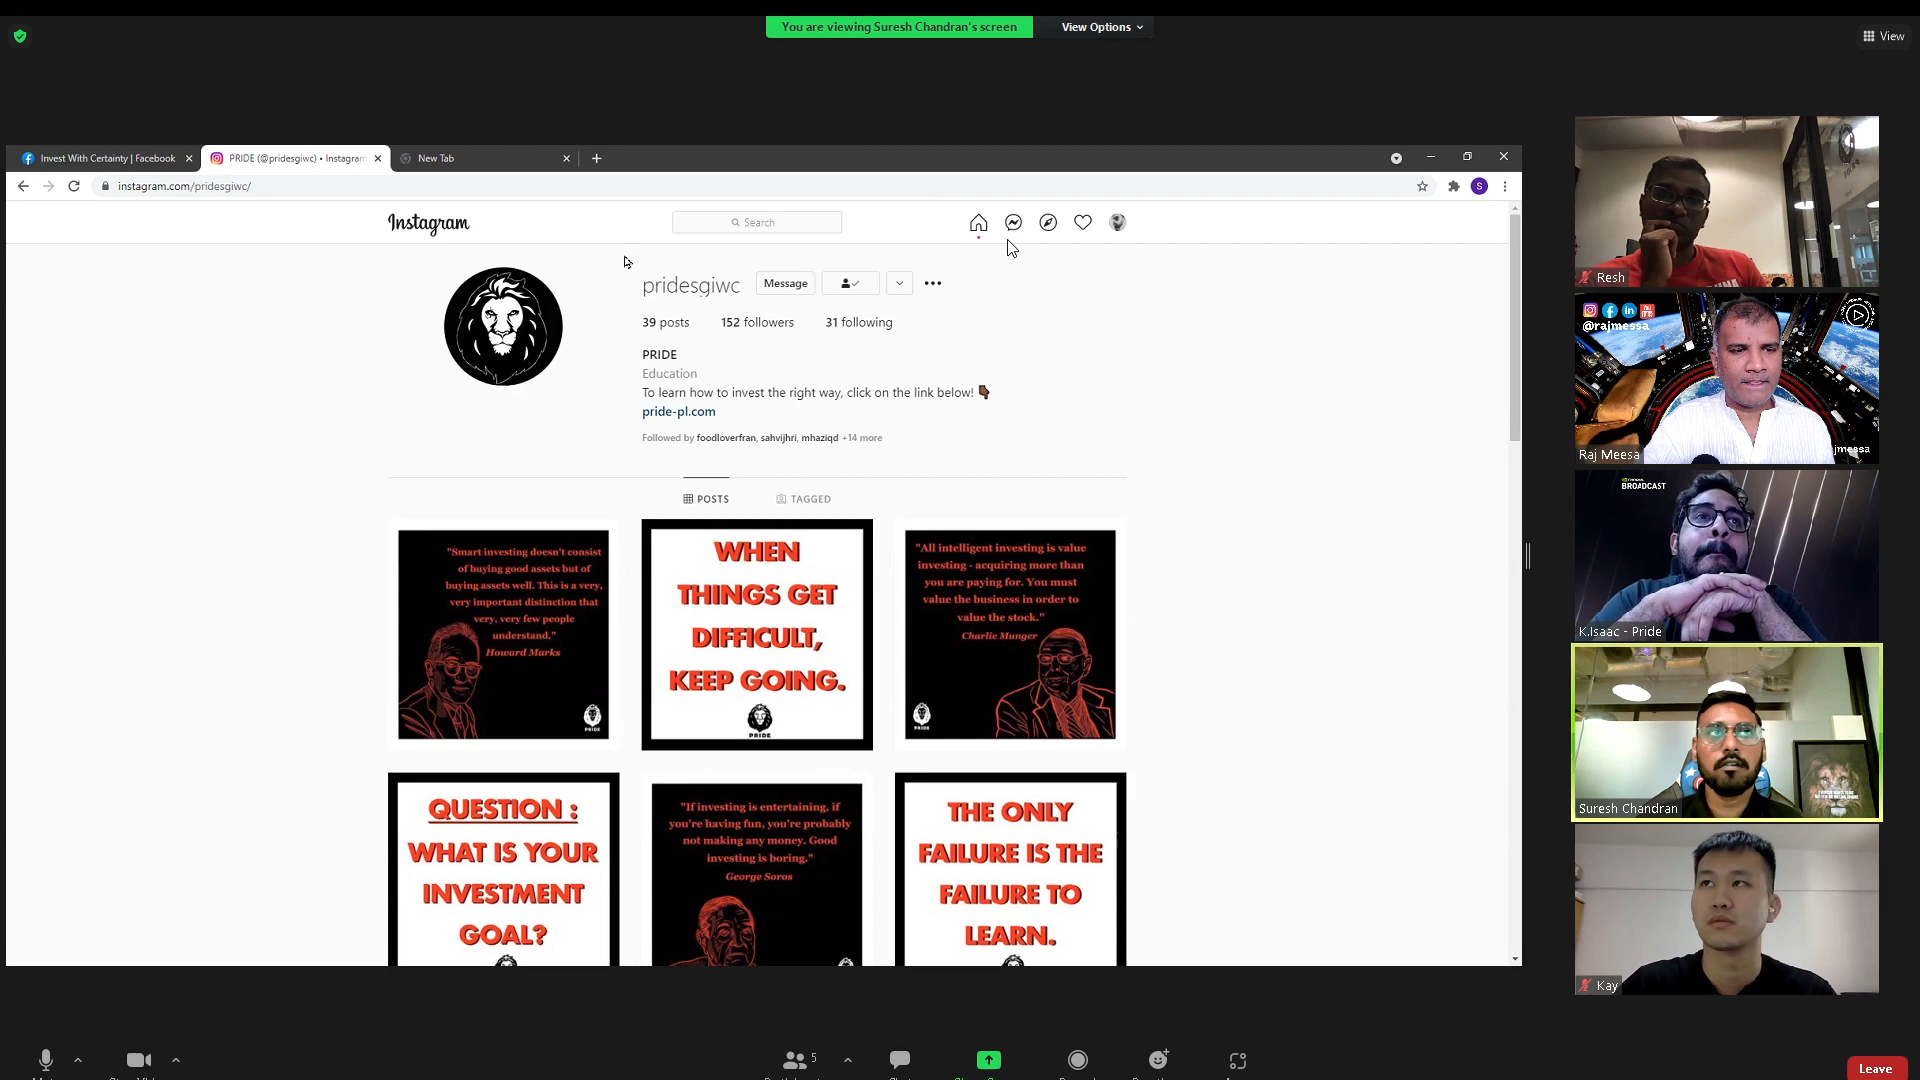 You are viewing Suresh Chandran's screen
View Options
View
Invest With Certainty | Facebook
PRIDE (@pridesgiwc) • Instagram
New Tab
instagram.com/pridesgiwc/
S
Instagram
Search
pridesgiwc
Message
39 posts
152 followers
31 following
PRIDE
Education
To learn how to invest the right way, click on the link below!
pride-pl.com
Followed by foodloverfran, sahvijhri, mhaziqd +14 more
POSTS
TAGGED
"Smart investing doesn't consist
of buying good assets but of
buying assets well. This is a very,
very important distinction that
very, very few people
understand."
Howard Marks
PRIDE
WHEN
THINGS GET
DIFFICULT,
KEEP GOING.
PRIDE
"All intelligent investing is value
investing - acquiring more than
you are paying for. You must
value the business in order to
value the stock."
Charlie Munger
PRIDE
QUESTION :
WHAT IS YOUR
INVESTMENT
GOAL?
"If investing is entertaining, if
you're having fun, you're probably
not making any money. Good
investing is boring."
George Soros
THE ONLY
FAILURE IS THE
FAILURE TO
LEARN.
Resh
@rajmessa
jmessa
Raj Meesa
BROADCAST
K.Isaac - Pride
Suresh Chandran
Kay
5
Leave